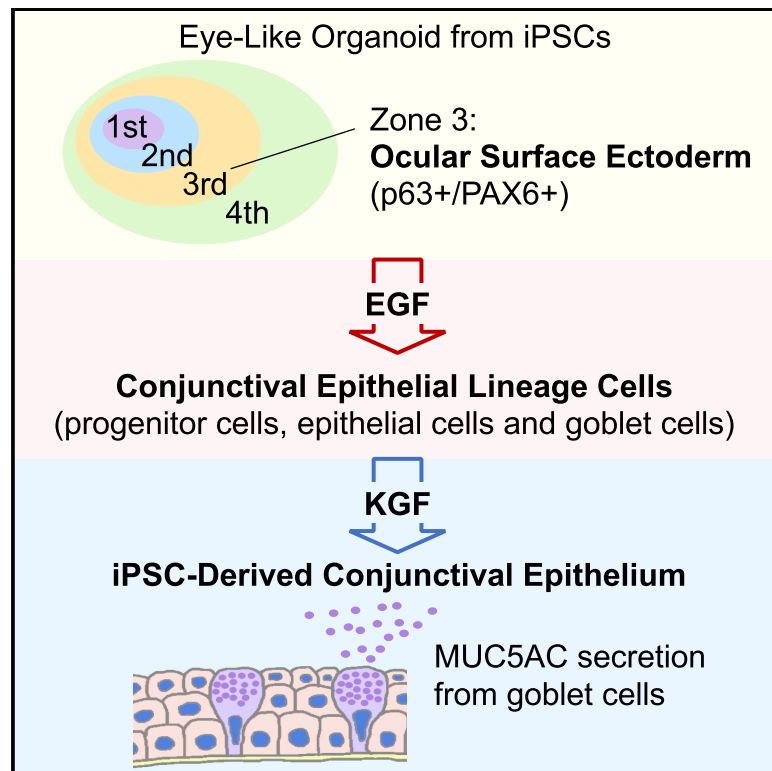 Eye-Like Organoid from iPSCs
1st
2nd
3rd
4th
Zone 3:
Ocular Surface Ectoderm
(p63+/PAX6+)
EGF
Conjunctival Epithelial Lineage Cells
(progenitor cells, epithelial cells and goblet cells)
KGF
iPSC-Derived Conjunctival Epithelium
MUC5AC secretion
from goblet cells